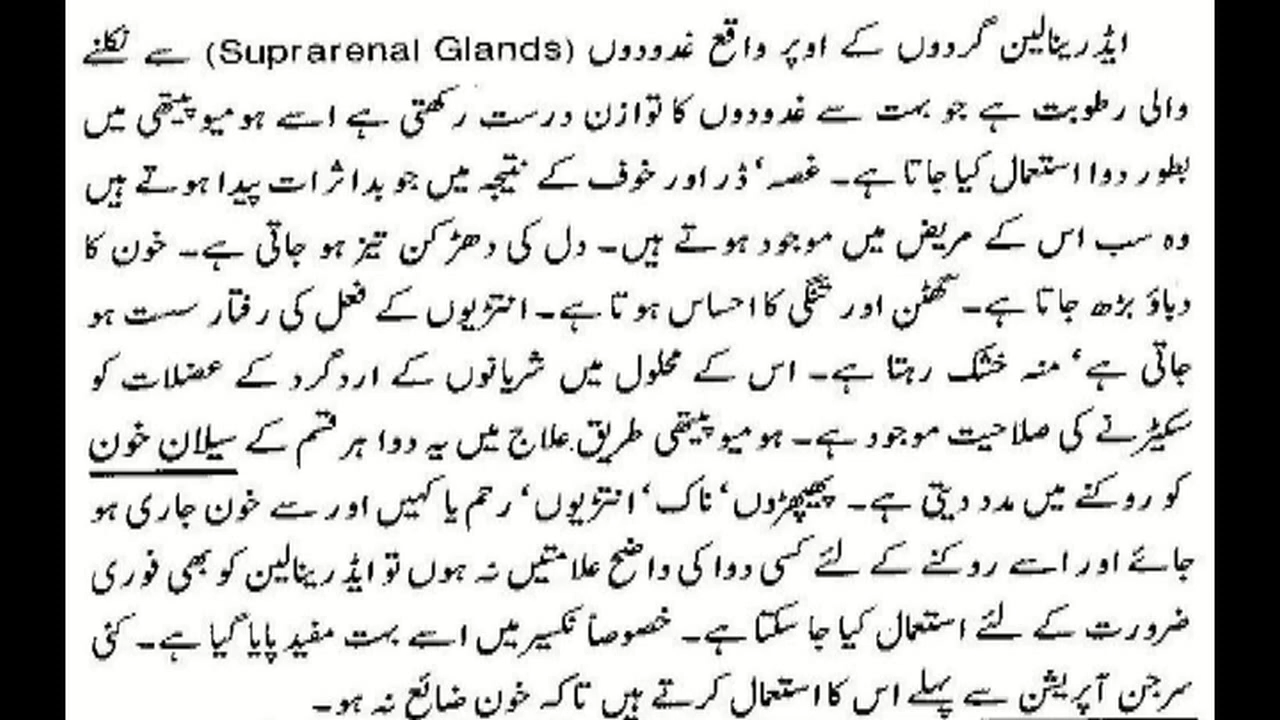 ایڈرینالین گردوں کے اوپر واقع غدودوں (Suprarenal Glands) سے نکلنے
والی رطوبت ہے جو بہت سے غدودوں کا توازن درست رکھتی ہے اسے ہومیوپیتھی میں
بطور دوا استعمال کیا جاتا ہے۔ غصہ، ڈر اور خوف کے نتیجہ میں جو بداثرات پیدا ہوتے ہیں
وہ سب اس کے مریض میں موجود ہوتے ہیں۔ دل کی دھڑکن تیز ہو جاتی ہے۔ خون کا
دباؤ بڑھ جاتا ہے۔ گھٹن اور تنگی کا احساس ہوتا ہے۔ انتڑیوں کے فعل کی رفتار سست ہو
جاتی ہے، منہ خشک رہتا ہے۔ اس کے محلول میں شریانوں کے اردگرد کے عضلات کو
سکیڑنے کی صلاحیت موجود ہے۔ ہومیوپیتھی طریق علاج میں یہ دوا ہر قسم کے سیلان خون
کو روکنے میں مدد دیتی ہے۔ پھیپھڑوں، ناک، انتڑیوں، رحم یا کہیں اور سے خون جاری ہو
جائے اور اسے روکنے کے لئے کسی دوا کی واضح علامتیں نہ ہوں تو ایڈرینالین کو بھی فوری
ضرورت کے لئے استعمال کیا جا سکتا ہے۔ خصوصاً نکسیر میں اسے بہت مفید پایا گیا ہے۔ کئی
سرجن آپریشن سے پہلے اس کا استعمال کرتے ہیں تاکہ خون ضائع نہ ہو۔